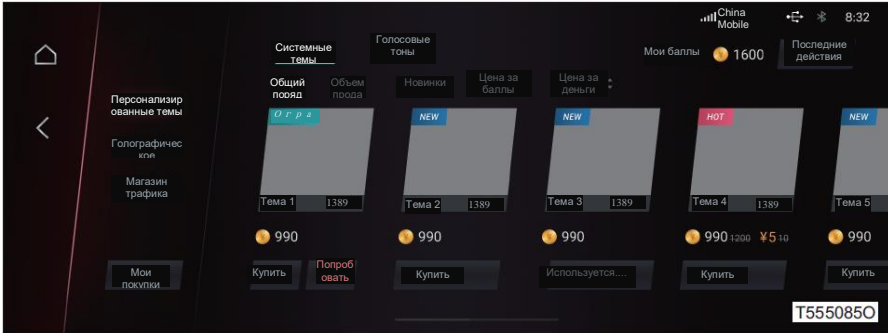 China
Mobile
8:32
Системные
темы
Голосовые
тоны
Мои баллы
1600
Последние
действия
Общий
поряд
Объем
прода
Новинки
Цена за
баллы
Цена за
деньги
Персонализир
ованные темы
Голографичес
кое
Магазин
трафика
Мои
покупки
Огра
NEW
NEW
HOT
NEW
Тема 1 1389
Тема 2 1389
Тема 3 1389
Тема 4 1389
Тема 5
990
990
990
990 1200 ¥5 10
990
Купить
Попроб
овать
Купить
Используется....
Купить
Купить
T555085O